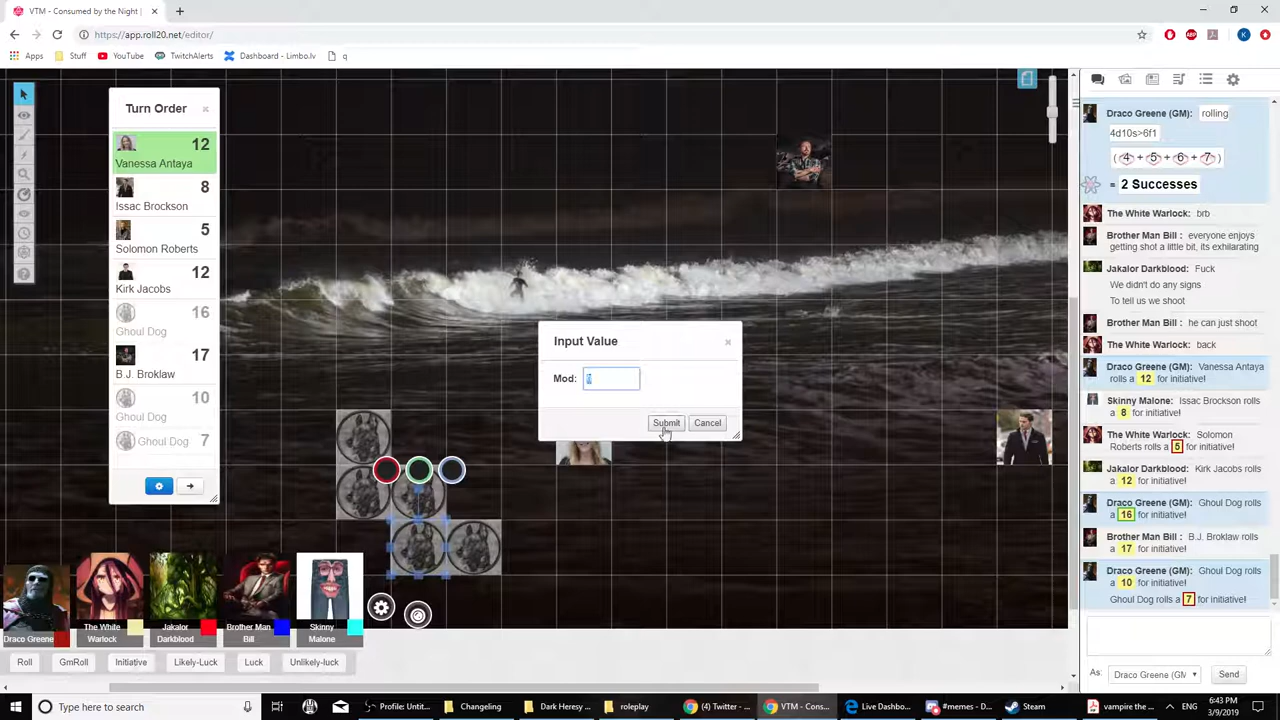 VTM - Consumed by the Night |
https://app.roll20.net/editor/
Apps Stuff YouTube TwitchAlerts Dashboard - Limbo.lv q
Turn Order
12
Vanessa Antaya
8
Issac Brockson
5
Solomon Roberts
12
Kirk Jacobs
16
Ghoul Dog
17
B.J. Broklaw
10
Ghoul Dog
Ghoul Dog 7
Input Value
Mod:
Submit Cancel
Draco Greene (GM): rolling
4d10s>6f1
(4+5+6+7)
= 2 Successes
The White Warlock: brb
Brother Man Bill : everyone enjoys
getting shot a little bit, its exhilarating
Jakalor Darkblood: Fuck
We didn't do any signs
To tell us we shoot
Brother Man Bill : he can just shoot
The White Warlock: back
Draco Greene (GM): Vanessa Antaya
rolls a 12 for initiative!
Skinny Malone: Issac Brockson rolls
a 8 for initiative!
The White Warlock: Solomon
Roberts rolls a 5 for initiative!
Jakalor Darkblood: Kirk Jacobs rolls
a 12 for initiative!
Draco Greene (GM): Ghoul Dog rolls
a 16 for initiative!
Brother Man Bill : B.J. Broklaw rolls
a 17 for initiative!
Draco Greene (GM): Ghoul Dog rolls
a 10 for initiative!
Ghoul Dog rolls a 7 for initiative!
As: Draco Greene (GM) Send
Draco Greene
The White
Warlock
Jakalor
Darkblood
Brother Man
Bill
Skinny
Malone
Roll GmRoll Initiative Likely-Luck Luck Unlikely-luck
Type here to search
Profile: Unti... Changeling Dark Heresy ... roleplay (4) Twitter - ... VTM - Cons... Live Dashbo... #memes - D... Steam vampire the ... ENG
6:43 PM
3/9/2019